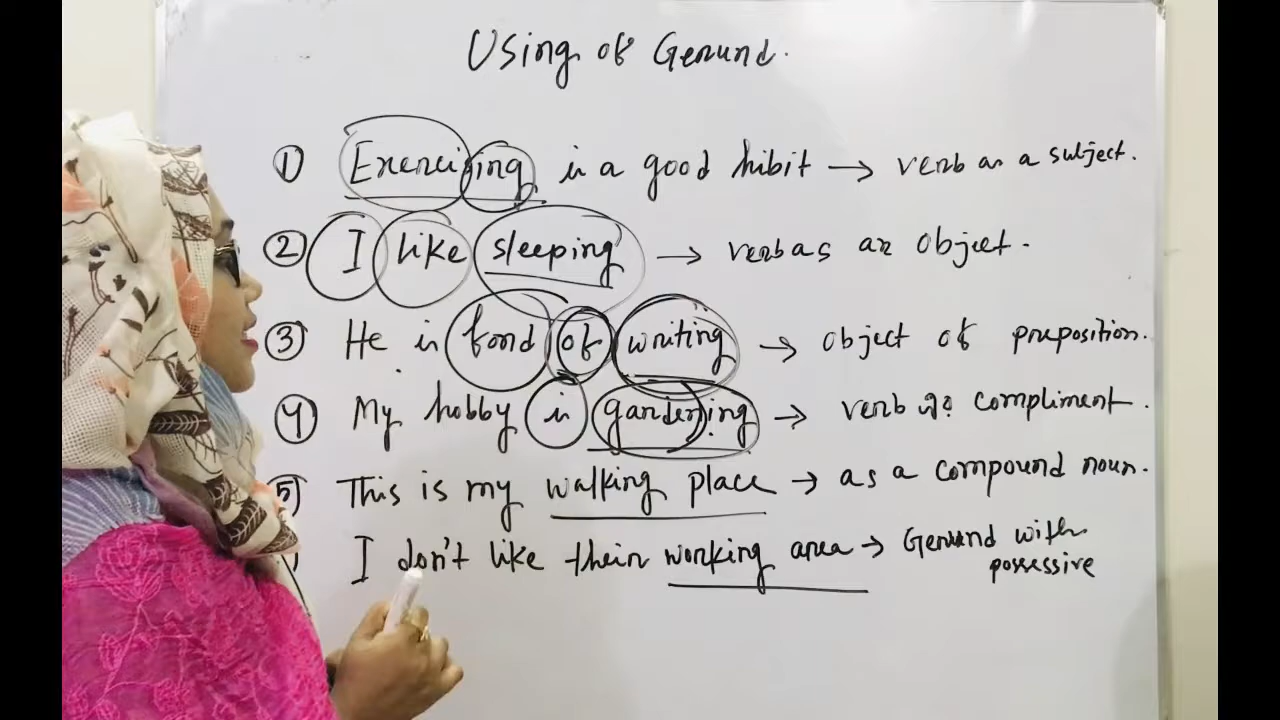 Using of Gerund.
① Exercising is a good hibit → verb as a subject.
② I like sleeping → verb as an object.
③ He is fond of writing → object of preposition.
④ My hobby is gardening → verb as compliment.
5) This is my walking place → as a compound noun.
I don't like their working area → Gerund with
possessive